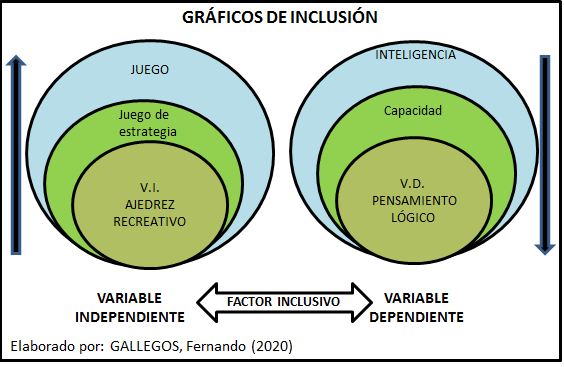 GRÁFICOS DE INCLUSIÓN
JUEGO
Juego de
estrategia
V.I.
AJEDREZ
RECREATIVO
INTELIGENCIA
Capacidad
V.D.
PENSAMIENTO
LÓGICO
VARIABLE
INDEPENDIENTE
FACTOR INCLUSIVO
VARIABLE
DEPENDIENTE
Elaborado por: GALLEGOS, Fernando (2020)